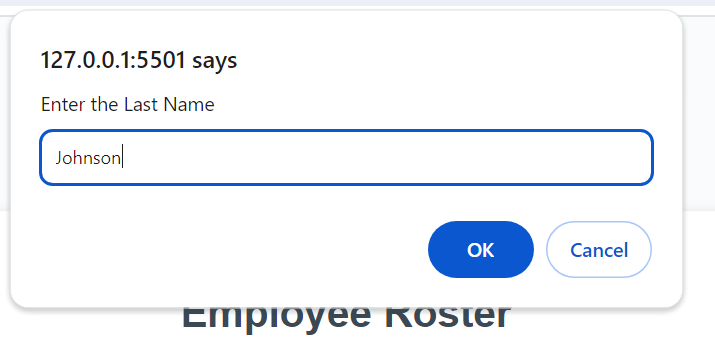 127.0.0.1:5501 says
Enter the Last Name
Johnson
OK
Cancel
Employee Roster